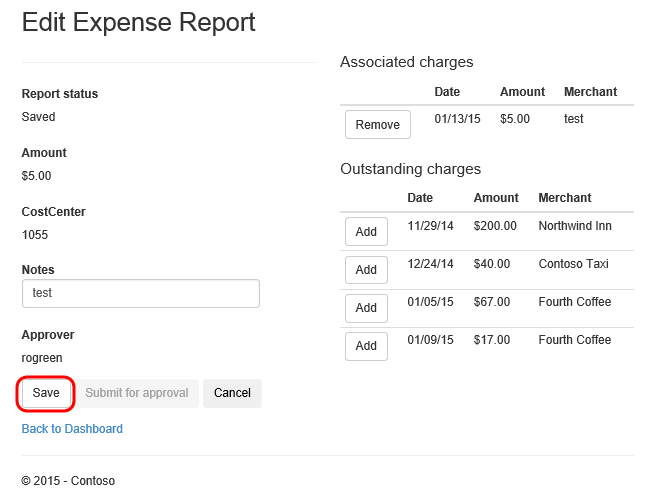 Edit Expense Report
Report status
Saved
Amount
$5.00
CostCenter
1055
Notes
test
Approver
rogreen
Save Submit for approval Cancel
Back to Dashboard
Associated charges
Date Amount Merchant
Remove 01/13/15 $5.00 test
Outstanding charges
Date Amount Merchant
Add 11/29/14 $200.00 Northwind Inn
Add 12/24/14 $40.00 Contoso Taxi
Add 01/05/15 $67.00 Fourth Coffee
Add 01/09/15 $17.00 Fourth Coffee
© 2015 - Contoso